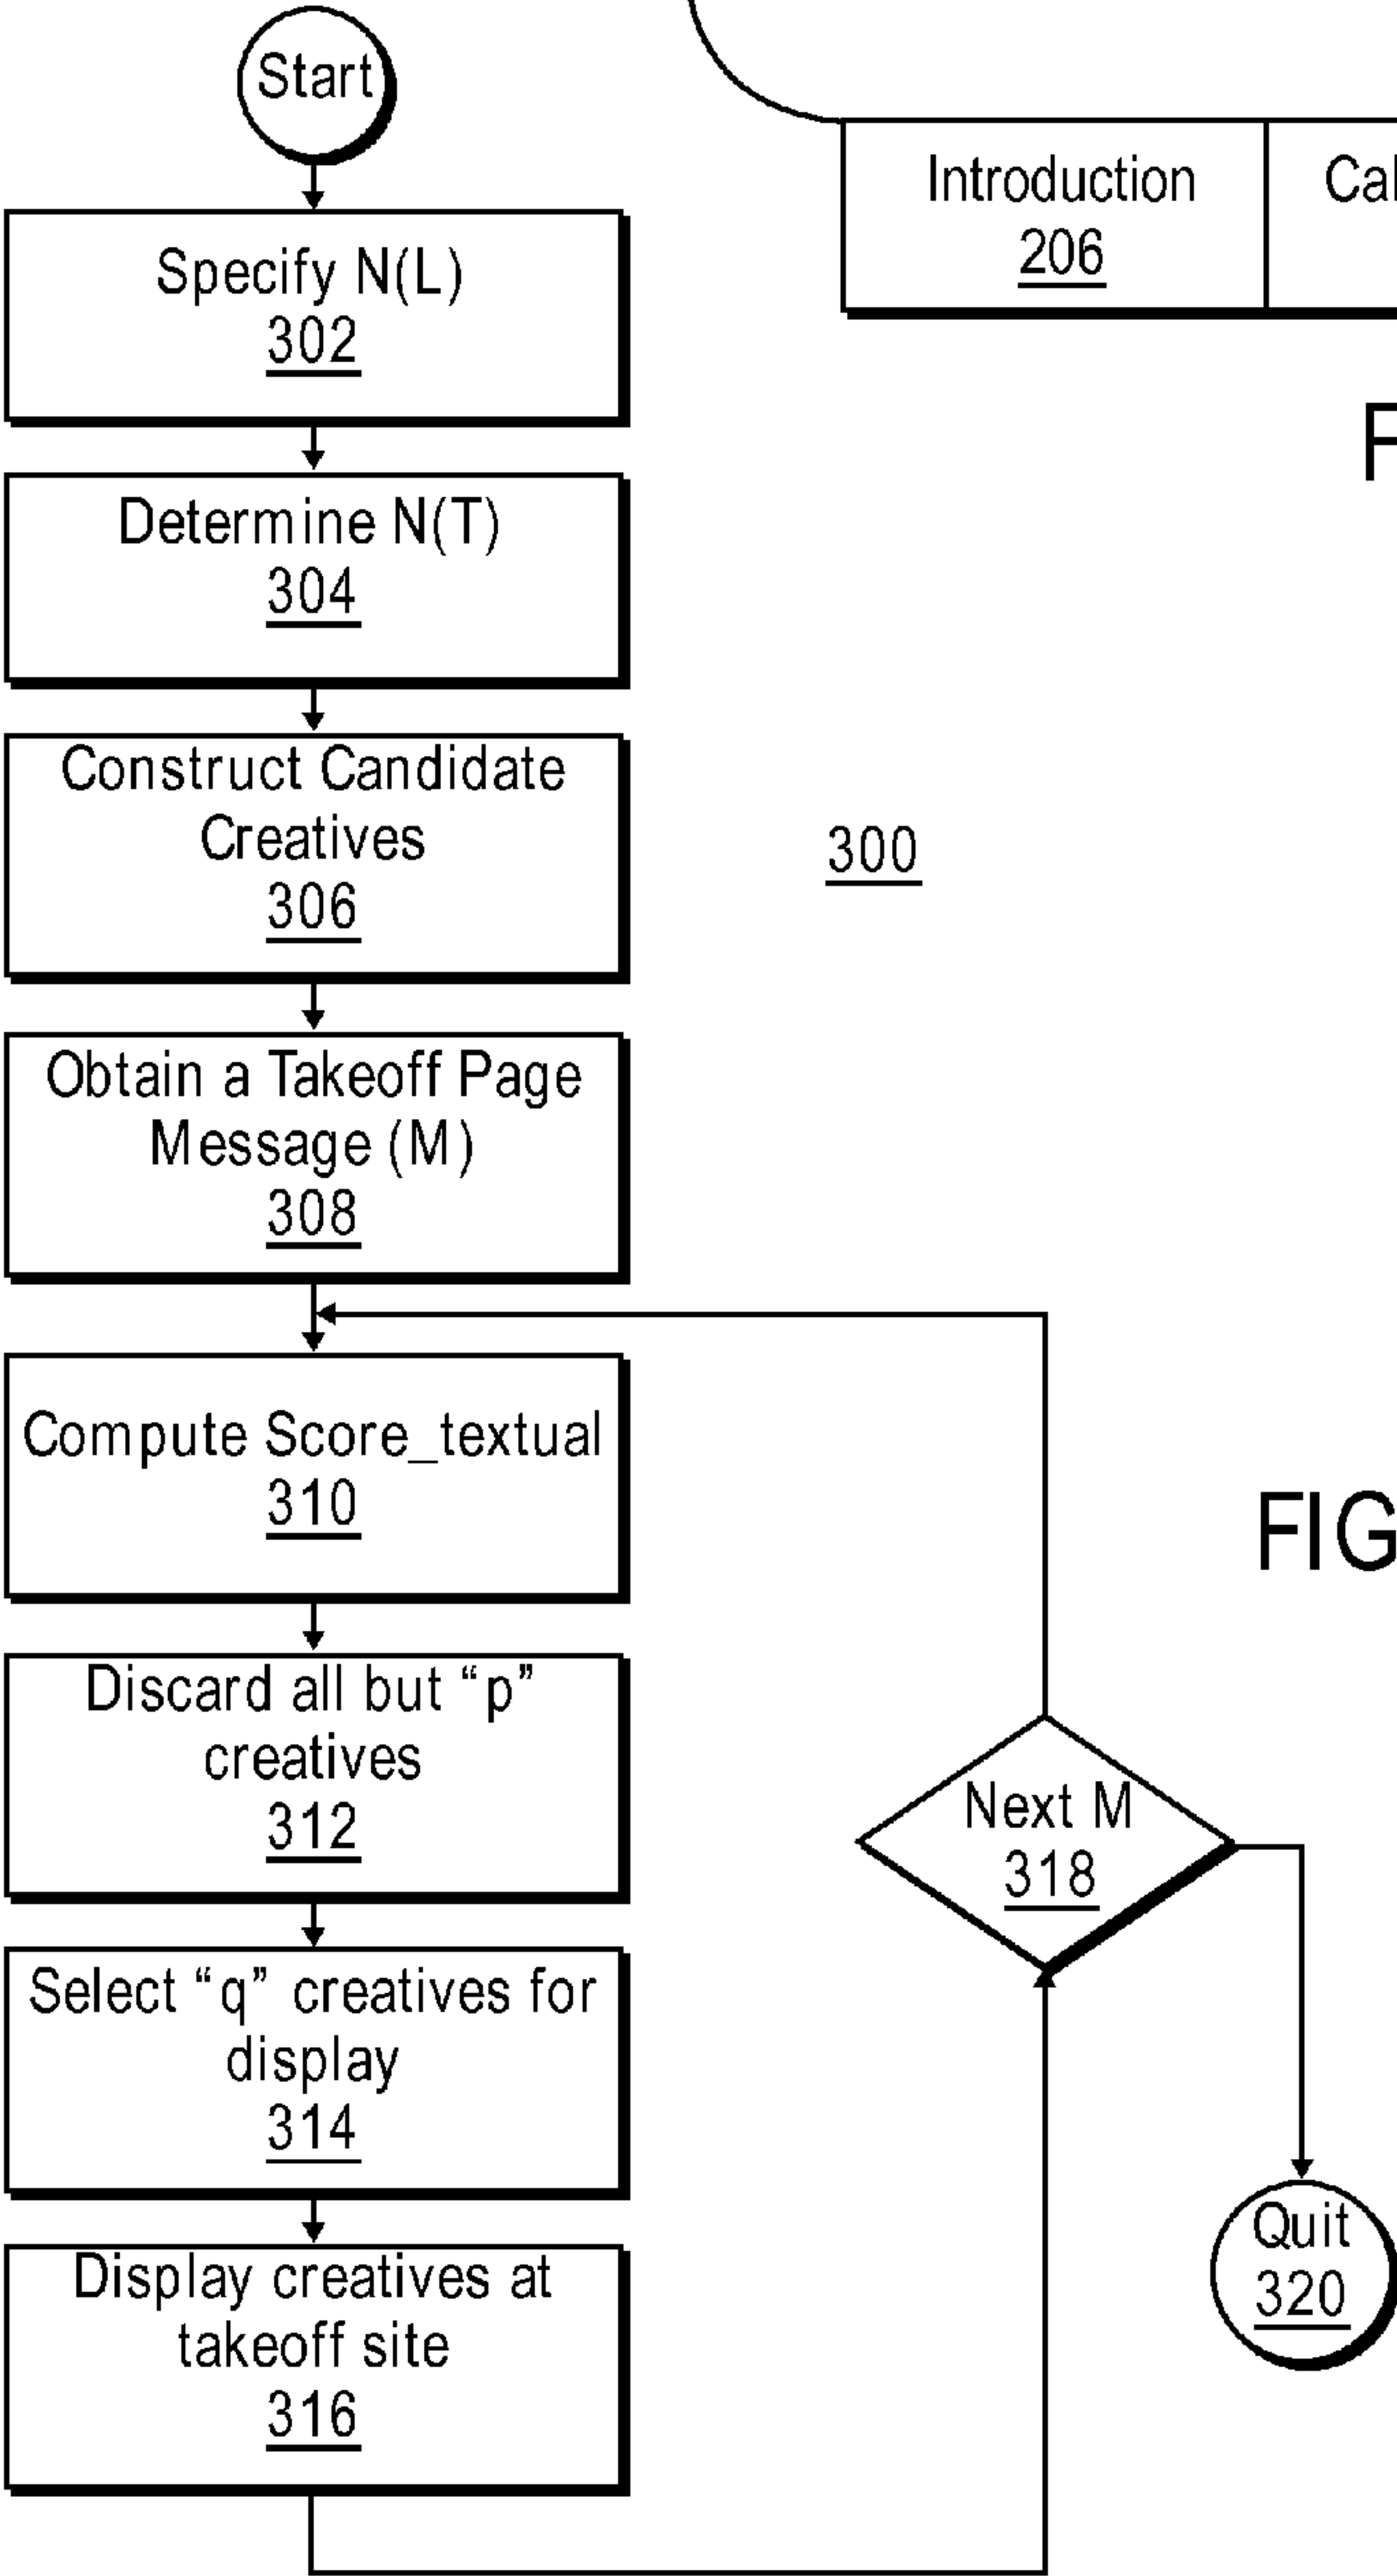 Start
Introduction
206
Specify N(L)
302
Determine N(T)
304
Construct Candidate
Creatives
306
300
Obtain a Takeoff Page
Message (M)
308
Compute Score_textual
310
FIG
Discard all but “p”
creatives
312
Next M
318
Select “q” creatives for
display
314
Quit
320
Display creatives at
takeoff site
316